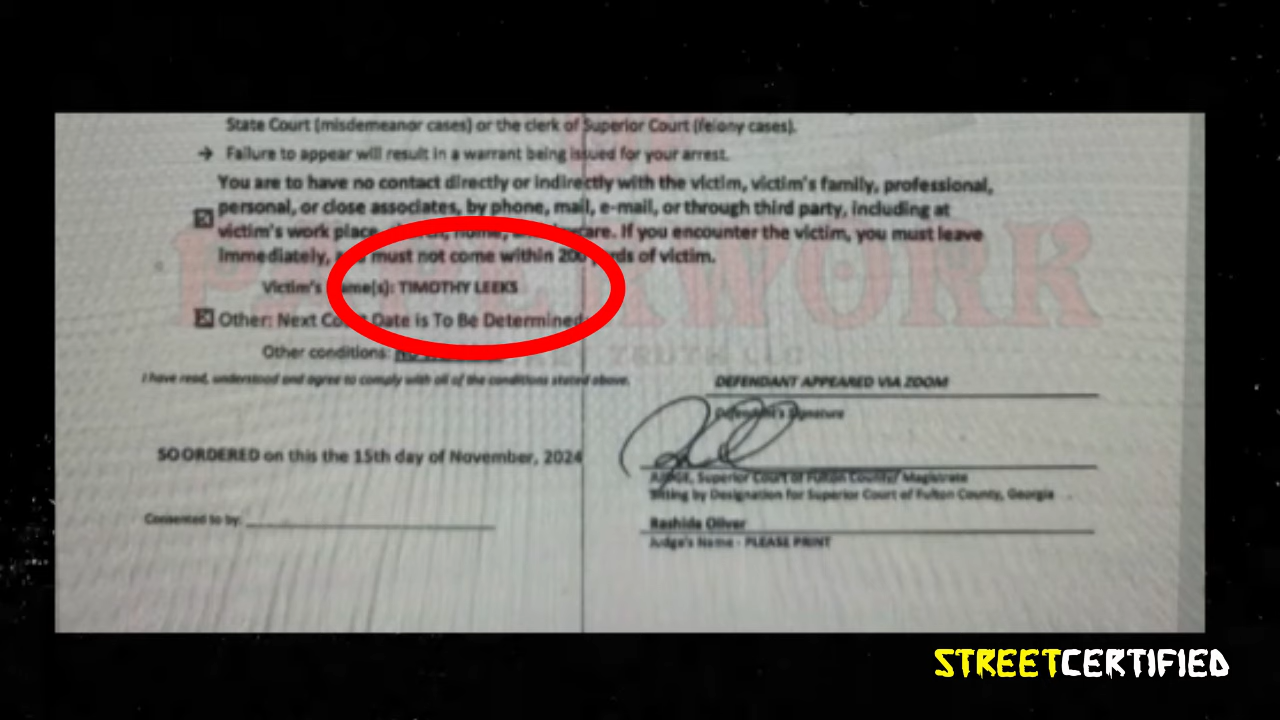 State Court (misdemeanor cases) or the clerk of Superior Court (felony cases).
→ Failure to appear will result in a warrant being issued for your arrest.
You are to have no contact directly or indirectly with the victim, victim's family, professional,
personal, or close associates, by phone, mail, e-mail, or through third party, including at
victim's work place, home, If you encounter the victim, you must leave
immediately, must not come within 200 yards of victim.
Victim's name(s): TIMOTHY LEEKS
Other: Next Court Date is To Be Determined
Other conditions:
PAPERWORK
TRUTH LLC
I have read, understood and agree to comply with all of the conditions stated above.
DEFENDANT APPEARED VIA ZOOM
Defendant's Signature
SO ORDERED on this the 15th day of November, 2024
Judge, Superior Court of Fulton County/ Magistrate
Sitting by Designation for Superior Court of Fulton County, Georgia
Consented to by:
Rashida Oliver
Judge's Name - PLEASE PRINT
STREETCERTIFIED